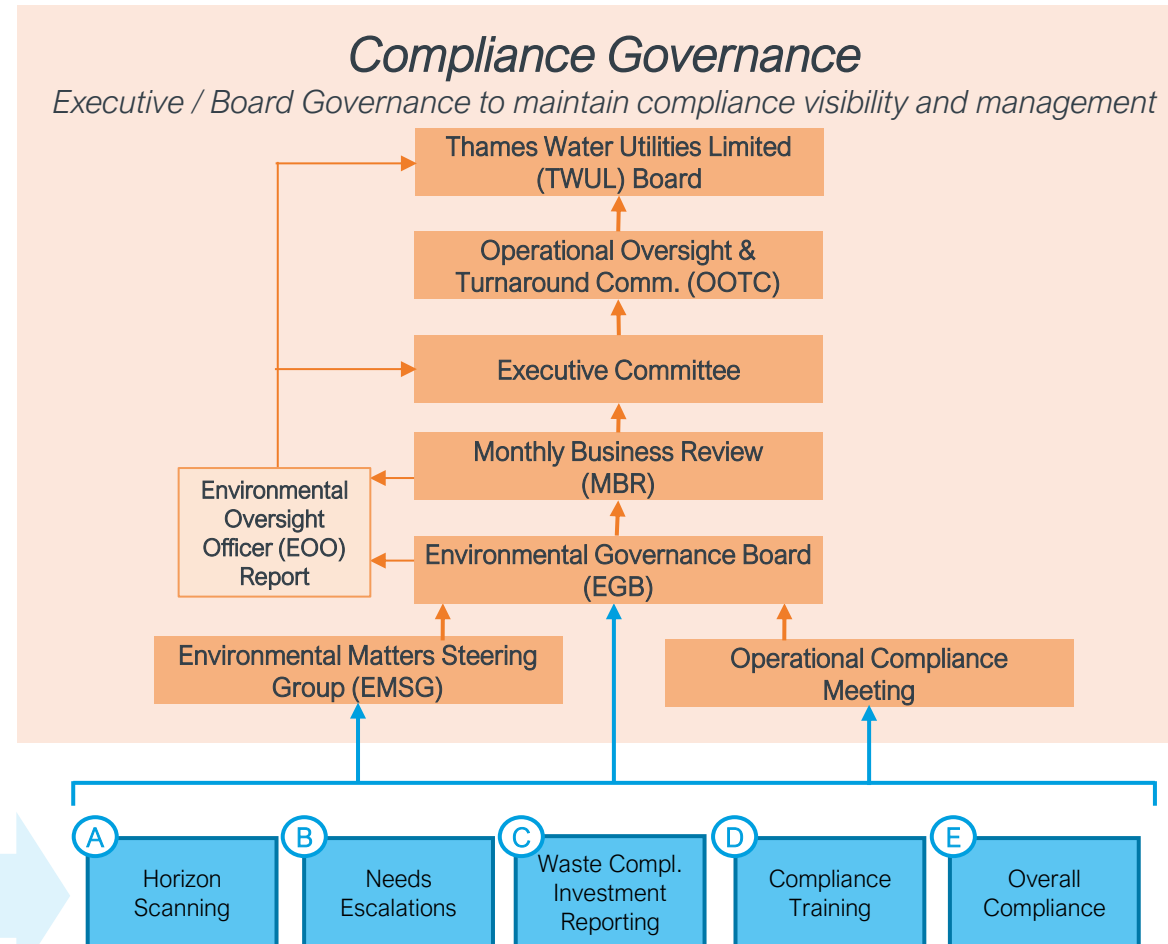 Compliance Governance
Executive / Board Governance to maintain compliance visibility and management
Thames Water Utilities Limited
(TWUL) Board
Operational Oversight &
Turnaround Comm. (OOTC)
Executive Committee
Monthly Business Review
(MBR)
Environmental
Oversight
Officer (EOO)
Report
Environmental Governance Board
(EGB)
Environmental Matters Steering
Group (EMSG)
Operational Compliance
Meeting
A
Horizon
Scanning
B
Needs
Escalations
C
Waste Compl.
Investment
Reporting
D
Compliance
Training
E
Overall
Compliance